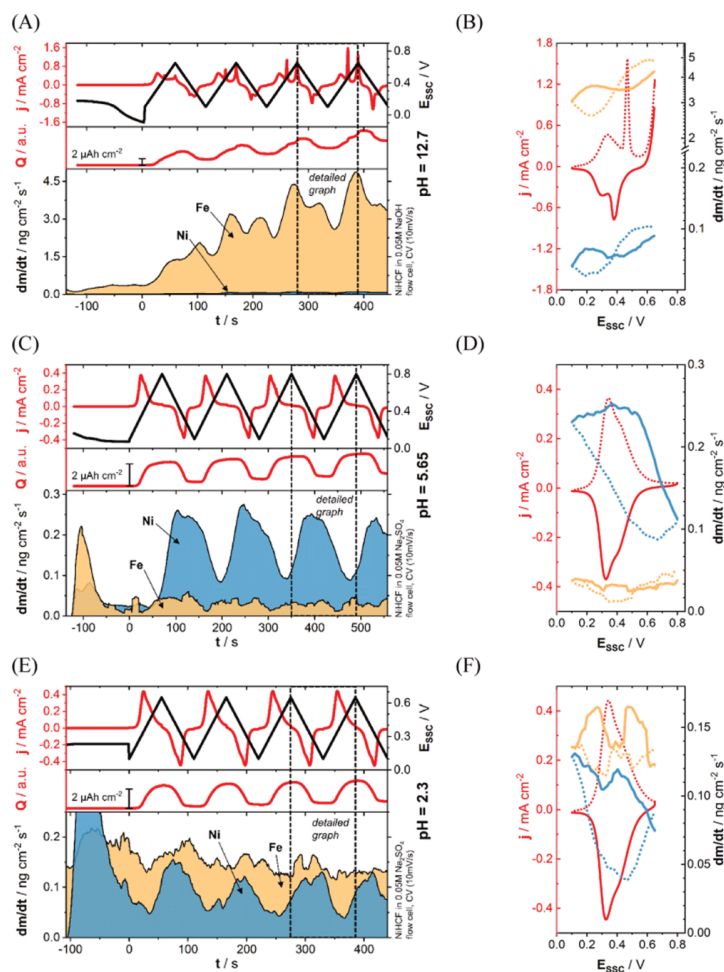 (A)
j / mA cm⁻²
1.6
0.8
0.0
-0.8
-1.6
0.8
0.4
0.0
E_SSC / V
Q / a.u.
2 µAh cm⁻²
pH = 12.7
dm/dt / ng cm⁻² s⁻¹
4.5
3.0
1.5
0.0
Ni
Fe
detailed
graph
NiHCF in 0.05M NaOH
flow cell, CV (10mV/s)
-100 0 100 200 300 400
t / s
(B)
j / mA cm⁻²
1.8
1.2
0.6
0.0
-0.6
-1.2
-1.8
5
4
3
2
0.2
0.1
dm/dt / ng cm⁻² s⁻¹
0.0 0.2 0.4 0.6 0.8
E_SSC / V
(C)
j / mA cm⁻²
0.4
0.2
0.0
-0.2
-0.4
0.8
0.4
0.0
E_SSC / V
Q / a.u.
2 µAh cm⁻²
pH = 5.65
dm/dt / ng cm⁻² s⁻¹
0.3
0.2
0.1
0.0
Ni
Fe
detailed
graph
NiHCF in 0.05M Na₂SO₄
flow cell, CV (10mV/s)
-100 0 100 200 300 400 500
t / s
(D)
j / mA cm⁻²
0.4
0.2
0.0
-0.2
-0.4
0.3
0.2
0.1
0.0
dm/dt / ng cm⁻² s⁻¹
0.0 0.2 0.4 0.6 0.8
E_SSC / V
(E)
j / mA cm⁻²
0.4
0.2
0.0
-0.2
-0.4
0.6
0.3
0.0
E_SSC / V
Q / a.u.
2 µAh cm⁻²
pH = 2.3
dm/dt / ng cm⁻² s⁻¹
0.2
0.1
0.0
Ni
Fe
detailed
graph
NiHCF in 0.05M Na₂SO₄
flow cell, CV (10mV/s)
-100 0 100 200 300 400
t / s
(F)
j / mA cm⁻²
0.4
0.2
0.0
-0.2
-0.4
0.15
0.10
0.05
0.00
dm/dt / ng cm⁻² s⁻¹
0.0 0.2 0.4 0.6 0.8
E_SSC / V